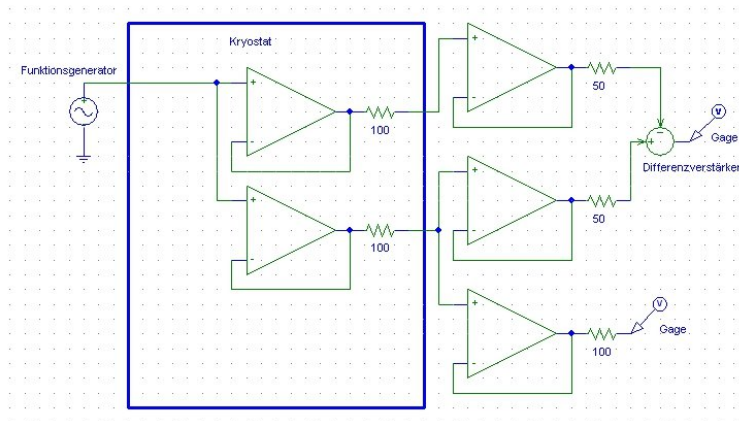 Kryostat
Funktionsgenerator
+
-
100
+
-
50
-
+
V
Gage
Differenzverstärker
+
-
100
+
-
50
+
-
100
V
Gage